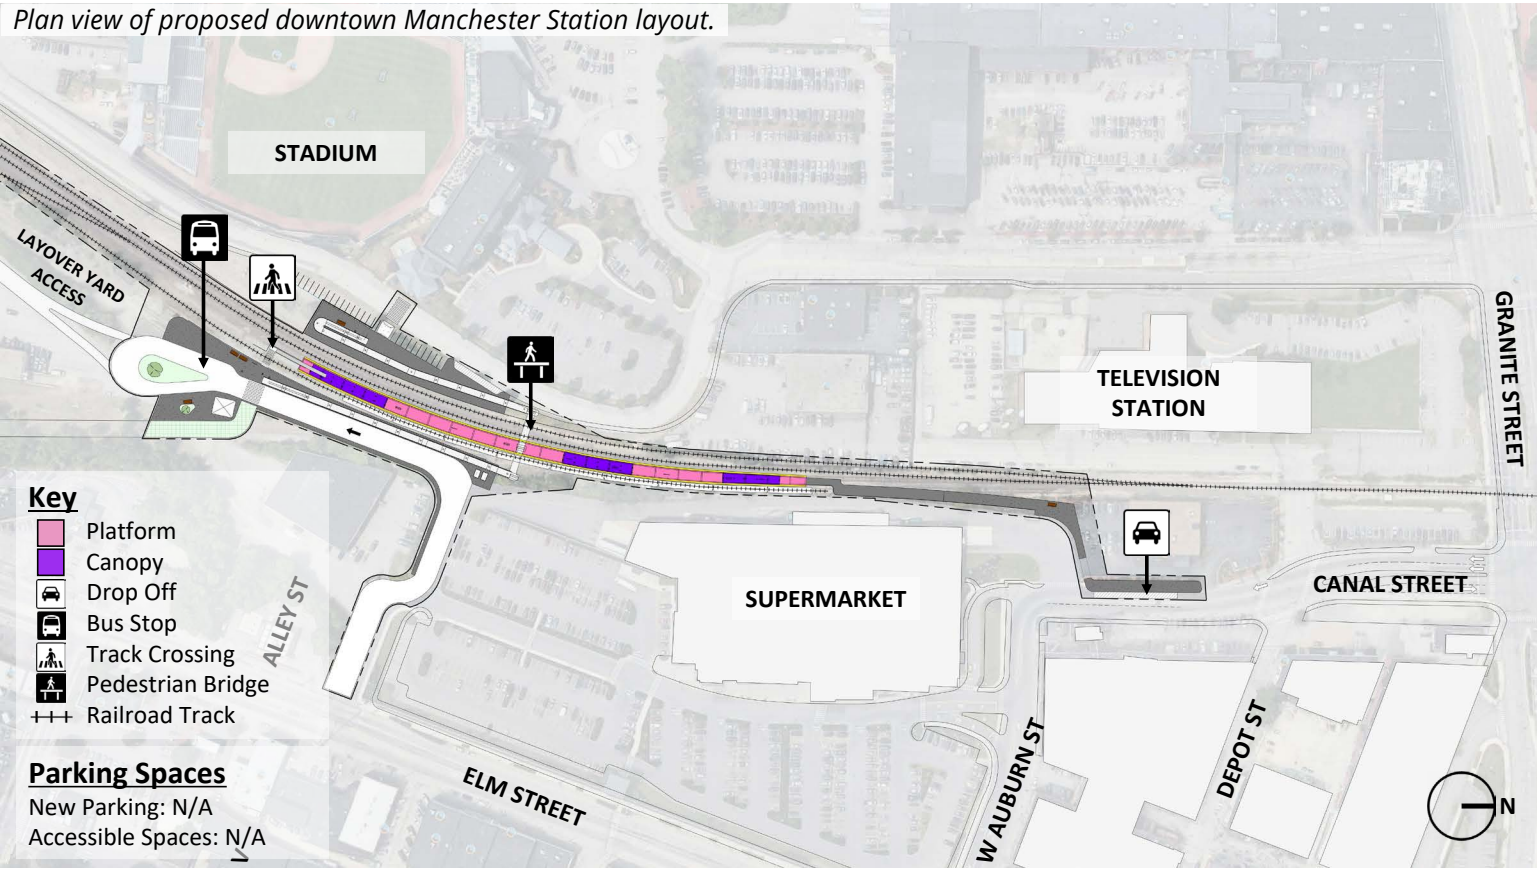 Plan view of proposed downtown Manchester Station layout.
STADIUM
LAYOVER YARD
ACCESS
GRANITE STREET
TELEVISION
STATION
CANAL STREET
SUPERMARKET
ALLEY ST
ELM STREET
W AUBURN ST
DEPOT ST
N
Key
Platform
Canopy
Drop Off
Bus Stop
Track Crossing
Pedestrian Bridge
Railroad Track
Parking Spaces
New Parking: N/A
Accessible Spaces: N/A